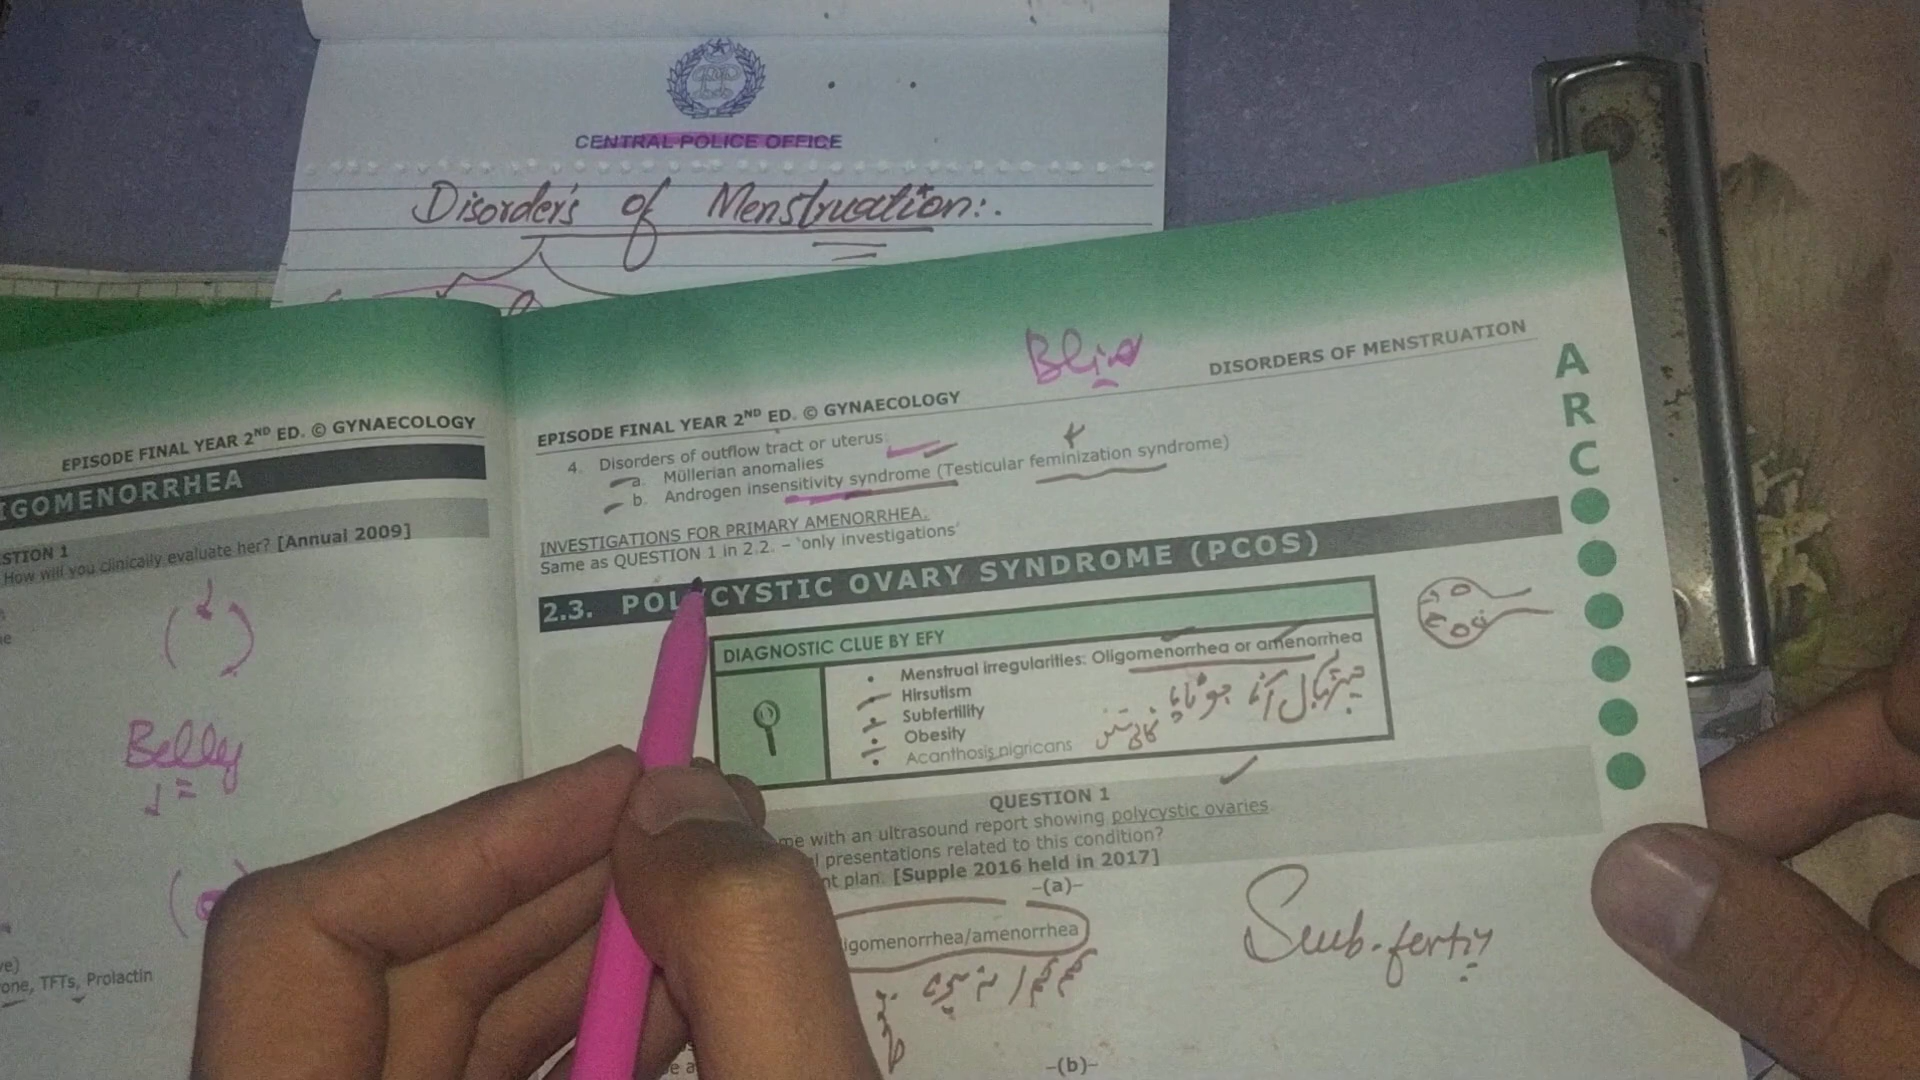 CENTRAL POLICE OFFICE
Disorder's of Menstruation:.
EPISODE FINAL YEAR 2ND ED. © GYNAECOLOGY
IGOMENORRHEA
STION 1
How will you clinically evaluate her? [Annual 2009]
Belly
one, TFTs, Prolactin
EPISODE FINAL YEAR 2ND ED. © GYNAECOLOGY
DISORDERS OF MENSTRUATION
4. Disorders of outflow tract or uterus
a. Müllerian anomalies
b. Androgen insensitivity syndrome (Testicular feminization syndrome)
INVESTIGATIONS FOR PRIMARY AMENORRHEA.
Same as QUESTION 1 in 2.2. – 'only investigations'
2.3. POLYCYSTIC OVARY SYNDROME (PCOS)
DIAGNOSTIC CLUE BY EFY
• Menstrual irregularities: Oligomenorrhea or amenorrhea
• Hirsutism
• Subfertility
• Obesity
• Acanthosis nigricans
QUESTION 1
me with an ultrasound report showing polycystic ovaries
l presentations related to this condition?
nt plan. [Supple 2016 held in 2017]
–(a)–
igomenorrhea/amenorrhea
–(b)–
A
R
C